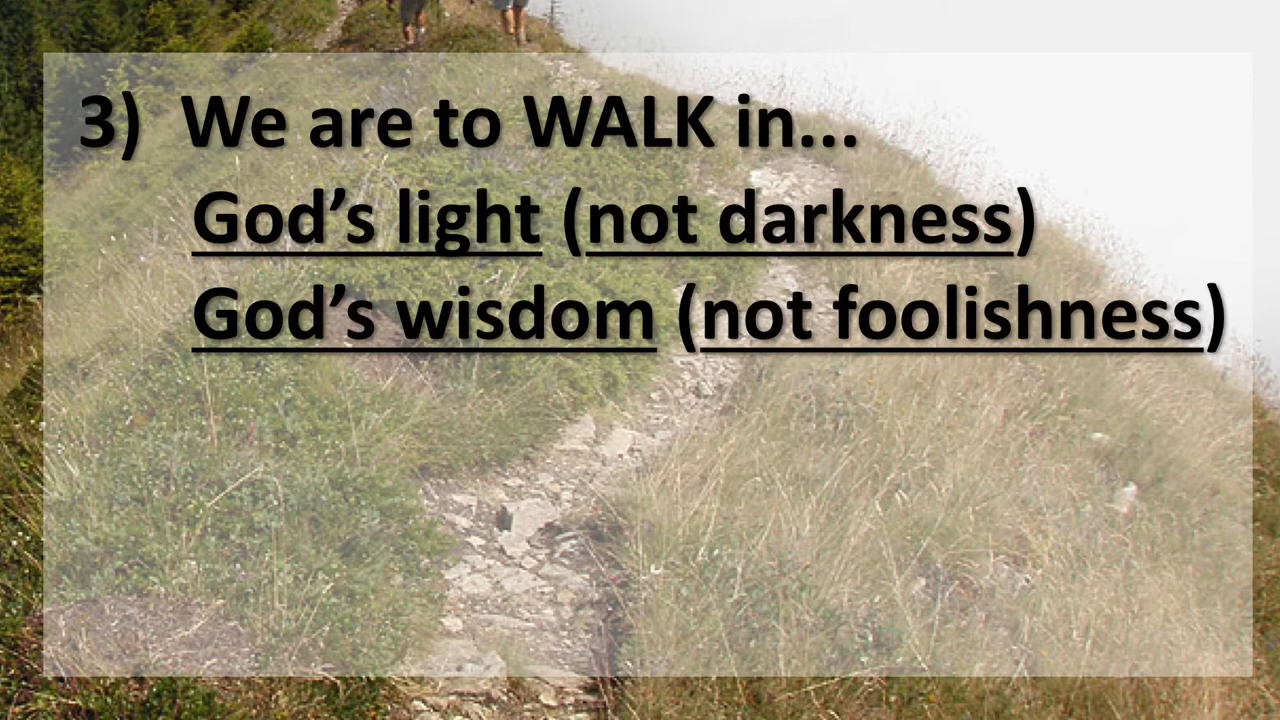 3) We are to WALK in...
God’s light (not darkness)
God’s wisdom (not foolishness)